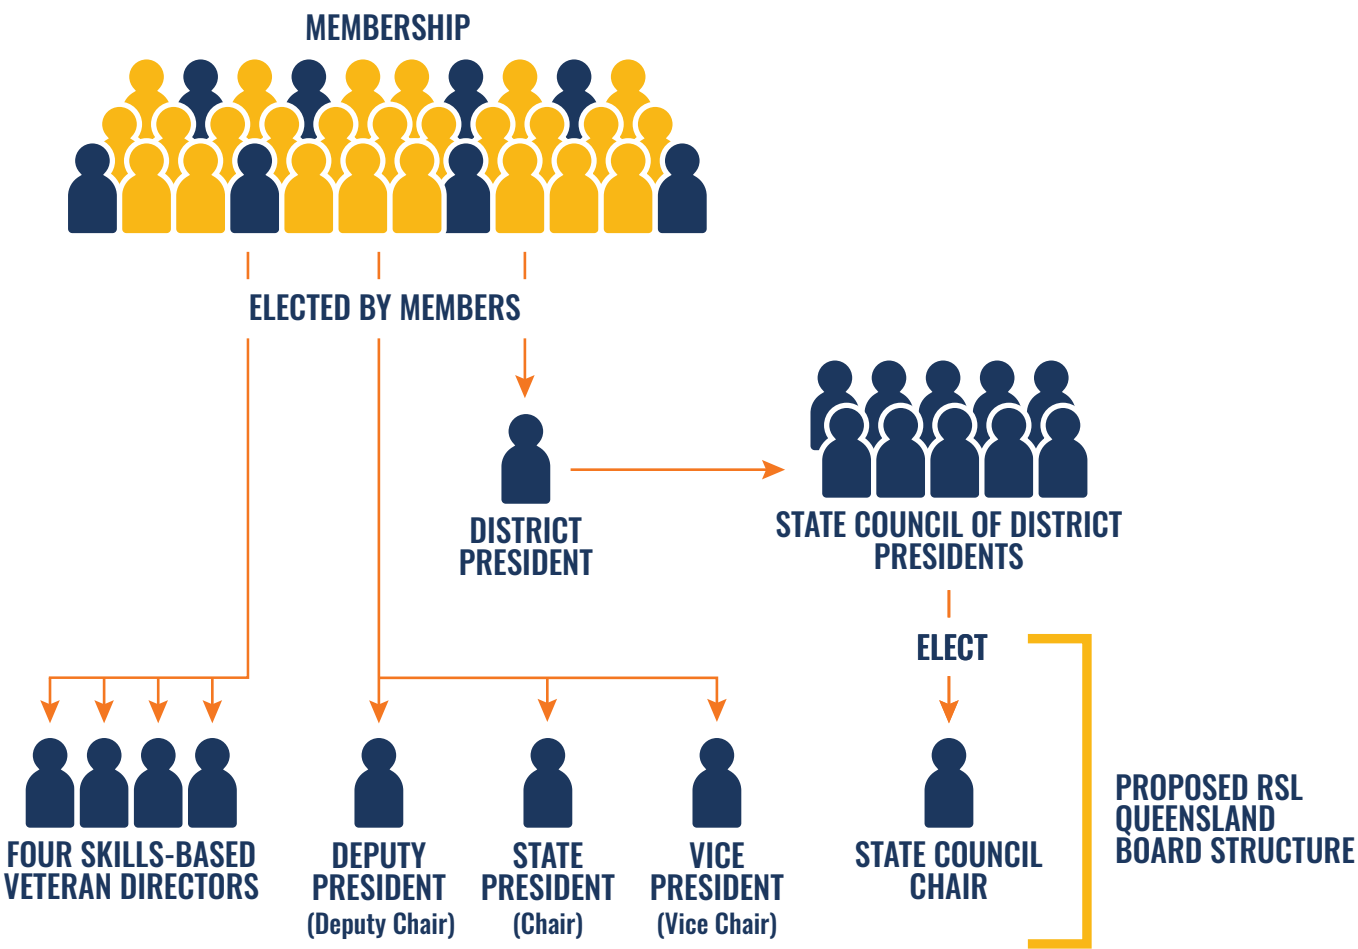 MEMBERSHIP
ELECTED BY MEMBERS
DISTRICT
PRESIDENT
STATE COUNCIL OF DISTRICT
PRESIDENTS
ELECT
FOUR SKILLS-BASED
VETERAN DIRECTORS
DEPUTY
PRESIDENT
(Deputy Chair)
STATE
PRESIDENT
(Chair)
VICE
PRESIDENT
(Vice Chair)
STATE COUNCIL
CHAIR
PROPOSED RSL
QUEENSLAND
BOARD STRUCTURE